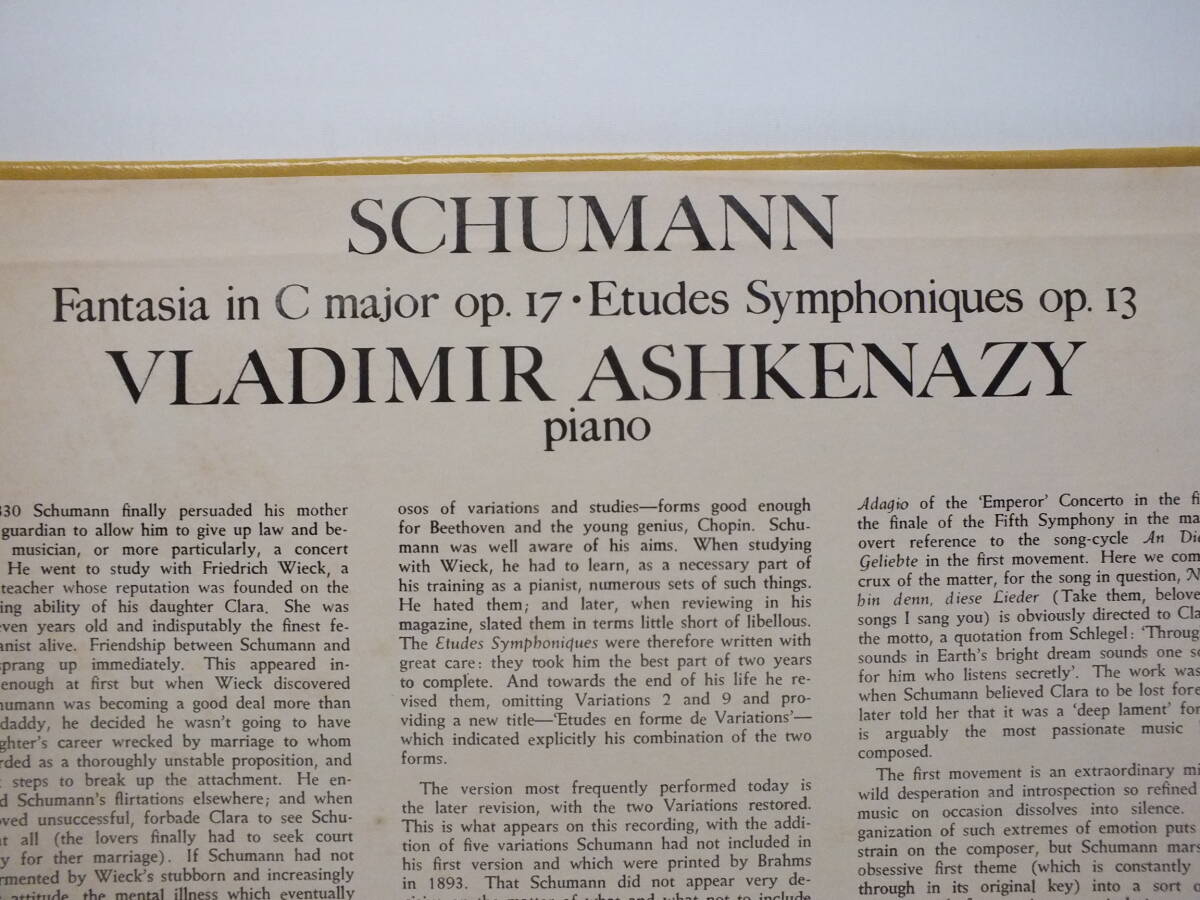 SCHUMANN
Fantasia in C major op. 17 · Etudes Symphoniques op. 13
VLADIMIR ASHKENAZY
piano
830 Schumann finally persuaded his mother
guardian to allow him to give up law and be-
musician, or more particularly, a concert
He went to study with Friedrich Wieck, a
teacher whose reputation was founded on the
ing ability of his daughter Clara. She was
even years old and indisputably the finest fe-
anist alive. Friendship between Schumann and
sprang up immediately. This appeared in-
enough at first but when Wieck discovered
humann was becoming a good deal more than
daddy, he decided he wasn't going to have
ghter's career wrecked by marriage to whom
rded as a thoroughly unstable proposition, and
steps to break up the attachment. He en-
d Schumann's flirtations elsewhere; and when
oved unsuccessful, forbade Clara to see Schu-
at all (the lovers finally had to seek court
y for ther marriage). If Schumann had not
rmented by Wieck's stubborn and increasingly
attitude, the mental illness which eventually
osos of variations and studies—forms good enough
for Beethoven and the young genius, Chopin. Schu-
mann was well aware of his aims. When studying
with Wieck, he had to learn, as a necessary part of
his training as a pianist, numerous sets of such things.
He hated them; and later, when reviewing in his
magazine, slated them in terms little short of libellous.
The Etudes Symphoniques were therefore written with
great care: they took him the best part of two years
to complete. And towards the end of his life he re-
vised them, omitting Variations 2 and 9 and pro-
viding a new title—'Etudes en forme de Variations'—
which indicated explicitly his combination of the two
forms.
The version most frequently performed today is
the later revision, with the two Variations restored.
This is what appears on this recording, with the addi-
tion of five variations Schumann had not included in
his first version and which were printed by Brahms
in 1893. That Schumann did not appear very de-
on the matter of what and what not to include
Adagio of the 'Emperor' Concerto in the fi
the finale of the Fifth Symphony in the ma
overt reference to the song-cycle An Die
Geliebte in the first movement. Here we com
crux of the matter, for the song in question, N
bin denn, diese Lieder (Take them, belove
songs I sang you) is obviously directed to Cla
the motto, a quotation from Schlegel: 'Throug
sounds in Earth's bright dream sounds one so
for him who listens secretly'. The work was
when Schumann believed Clara to be lost fore
later told her that it was a 'deep lament' for
is arguably the most passionate music
composed.
The first movement is an extraordinary mi
wild desperation and introspection so refined
music on occasion dissolves into silence.
ganization of such extremes of emotion puts
strain on the composer, but Schumann mars
obsessive first theme (which is constantly
through in its original key) into a sort o